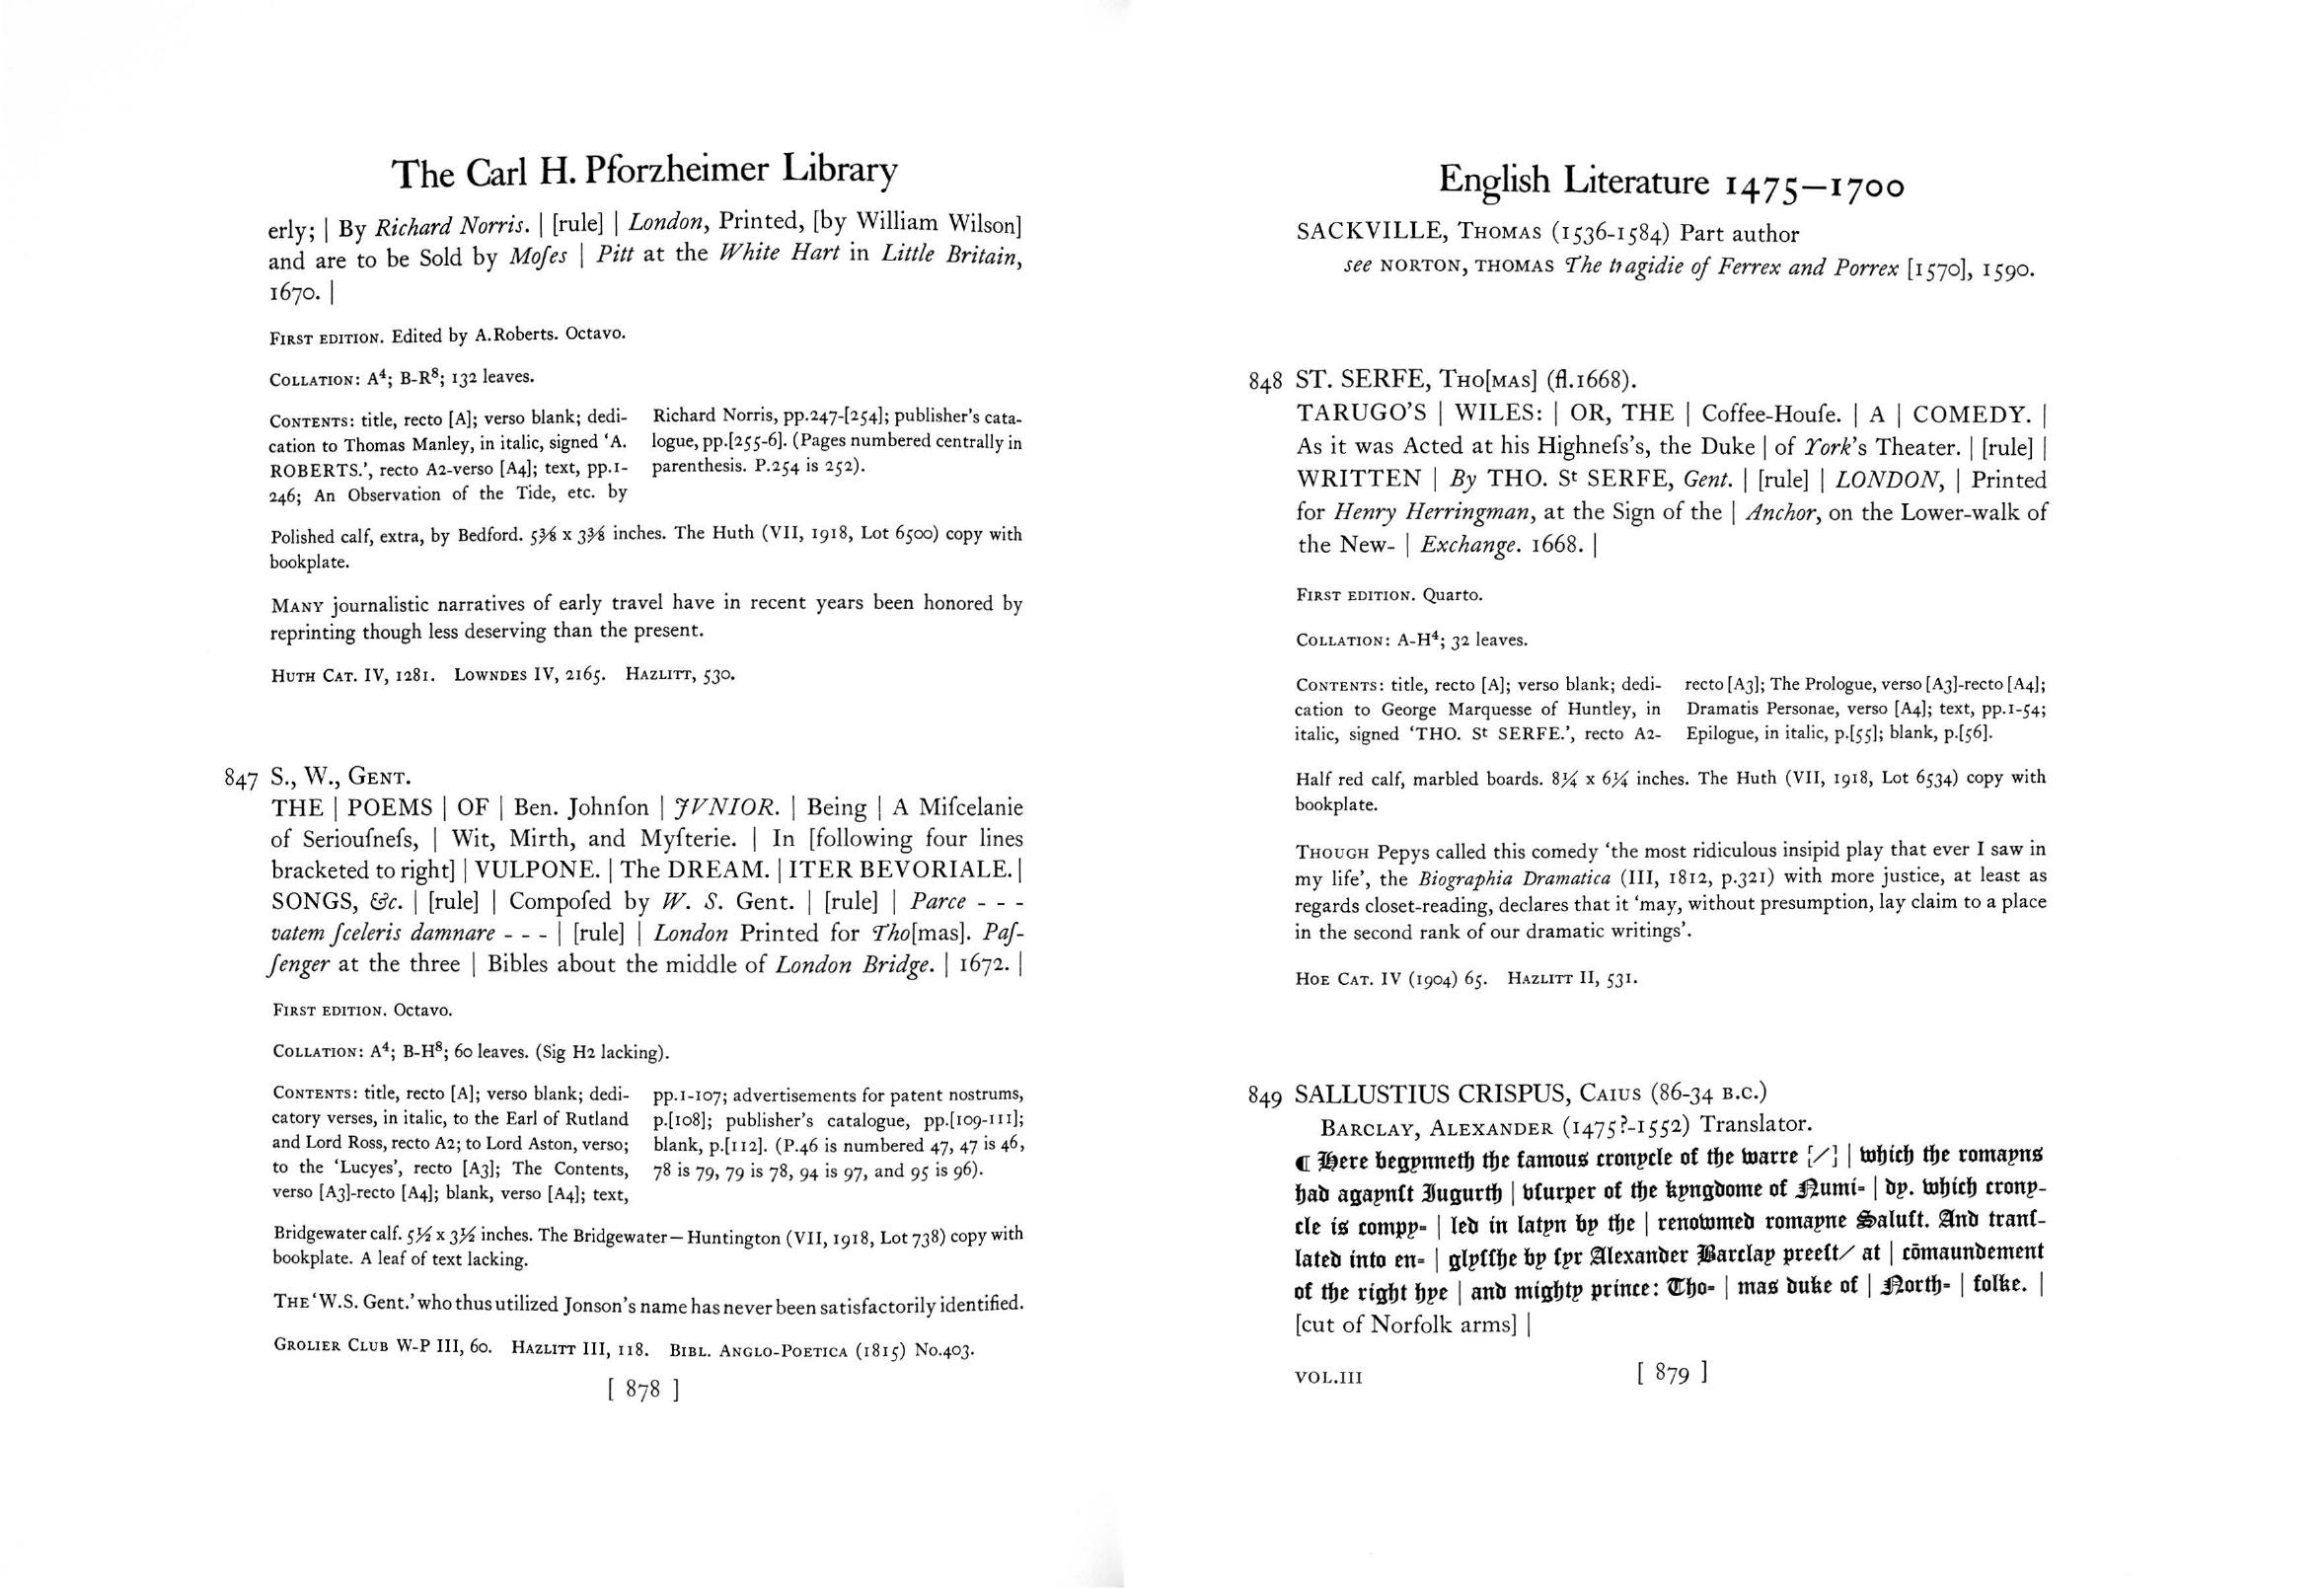 The Carl H. Pforzheimer Library
erly; | By Richard Norris. | [rule] | London, Printed, [by William Wilson]
and are to be Sold by Moſes | Pitt at the White Hart in Little Britain,
1670. |
FIRST EDITION. Edited by A.Roberts. Octavo.
COLLATION: A⁴; B-R⁸; 132 leaves.
CONTENTS: title, recto [A]; verso blank; dedi-
cation to Thomas Manley, in italic, signed ‘A.
ROBERTS.’, recto A2-verso [A4]; text, pp.1-
246; An Observation of the Tide, etc. by
Richard Norris, pp.247-[254]; publisher’s cata-
logue, pp.[255-6]. (Pages numbered centrally in
parenthesis. P.254 is 252).
Polished calf, extra, by Bedford. 5⅜ x 3⅜ inches. The Huth (VII, 1918, Lot 6500) copy with
bookplate.
MANY journalistic narratives of early travel have in recent years been honored by
reprinting though less deserving than the present.
HUTH CAT. IV, 1281. LOWNDES IV, 2165. HAZLITT, 530.
847 S., W., GENT.
THE | POEMS | OF | Ben. Johnſon | JVNIOR. | Being | A Miſcelanie
of Seriouſneſs, | Wit, Mirth, and Myſterie. | In [following four lines
bracketed to right] | VULPONE. | The DREAM. | ITER BEVORIALE. |
SONGS, &c. | [rule] | Compoſed by W. S. Gent. | [rule] | Parce - - -
vatem ſceleris damnare - - - | [rule] | London Printed for Tho[mas]. Paſ-
ſenger at the three | Bibles about the middle of London Bridge. | 1672. |
FIRST EDITION. Octavo.
COLLATION: A⁴; B-H⁸; 60 leaves. (Sig H2 lacking).
CONTENTS: title, recto [A]; verso blank; dedi-
catory verses, in italic, to the Earl of Rutland
and Lord Ross, recto A2; to Lord Aston, verso;
to the ‘Lucyes’, recto [A3]; The Contents,
verso [A3]-recto [A4]; blank, verso [A4]; text,
pp.1-107; advertisements for patent nostrums,
p.[108]; publisher’s catalogue, pp.[109-111];
blank, p.[112]. (P.46 is numbered 47, 47 is 46,
78 is 79, 79 is 78, 94 is 97, and 95 is 96).
Bridgewater calf. 5½ x 3½ inches. The Bridgewater—Huntington (VII, 1918, Lot 738) copy with
bookplate. A leaf of text lacking.
THE ‘W.S. Gent.’ who thus utilized Jonson’s name has never been satisfactorily identified.
GROLIER CLUB W-P III, 60. HAZLITT III, 118. BIBL. ANGLO-POETICA (1815) No.403.
[ 878 ]
English Literature 1475—1700
SACKVILLE, THOMAS (1536-1584) Part author
see NORTON, THOMAS The tragidie of Ferrex and Porrex [1570], 1590.
848 ST. SERFE, THO[MAS] (fl.1668).
TARUGO’S | WILES: | OR, THE | Coffee-Houſe. | A | COMEDY. |
As it was Acted at his Highneſs’s, the Duke | of York’s Theater. | [rule] |
WRITTEN | By THO. St SERFE, Gent. | [rule] | LONDON, | Printed
for Henry Herringman, at the Sign of the | Anchor, on the Lower-walk of
the New- | Exchange. 1668. |
FIRST EDITION. Quarto.
COLLATION: A-H⁴; 32 leaves.
CONTENTS: title, recto [A]; verso blank; dedi-
cation to George Marquesse of Huntley, in
italic, signed ‘THO. St SERFE.’, recto A2-
recto [A3]; The Prologue, verso [A3]-recto [A4];
Dramatis Personae, verso [A4]; text, pp.1-54;
Epilogue, in italic, p.[55]; blank, p.[56].
Half red calf, marbled boards. 8¼ x 6¼ inches. The Huth (VII, 1918, Lot 6534) copy with
bookplate.
THOUGH Pepys called this comedy ‘the most ridiculous insipid play that ever I saw in
my life’, the Biographia Dramatica (III, 1812, p.321) with more justice, at least as
regards closet-reading, declares that it ‘may, without presumption, lay claim to a place
in the second rank of our dramatic writings’.
HOE CAT. IV (1904) 65. HAZLITT II, 531.
849 SALLUSTIUS CRISPUS, CAIUS (86-34 B.C.)
BARCLAY, ALEXANDER (1475?-1552) Translator.
¶ Here begynneth the famous cronycle of the warre [/] | which the romayns
had agaynſt Jugurth | vſurper of the kyngdome of Numi- | dy. which crony-
cle is compy- | led in latyn by the | renowmed romayne Saluſt. And tranſ-
lated into en- | glyſſhe by ſyr Alexander Barclay preeſt/ at | cōmaundement
of the right hye | and mighty prince: Tho- | mas duke of | North- | folke. |
[cut of Norfolk arms] |
VOL.III
[ 879 ]